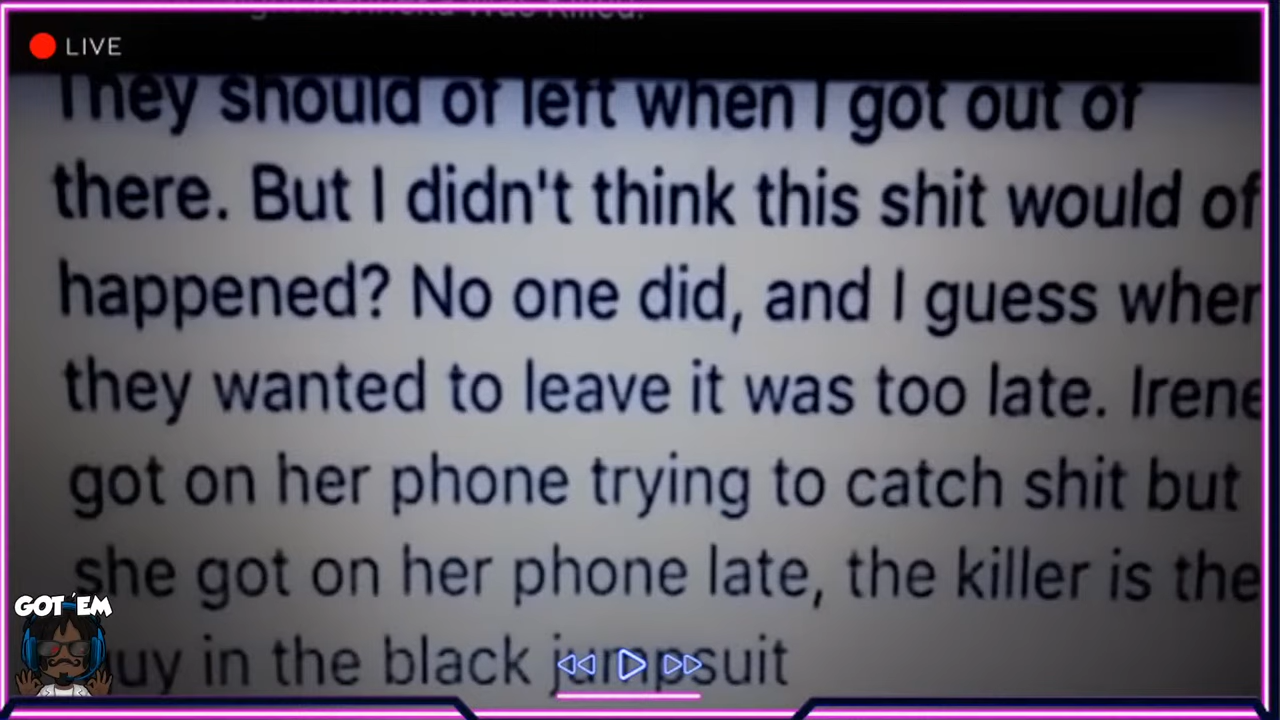 was killed.
LIVE
They should of left when I got out of
there. But I didn't think this shit would of
happened? No one did, and I guess when
they wanted to leave it was too late. Irene
got on her phone trying to catch shit but
she got on her phone late, the killer is the
guy in the black jumpsuit
GOT 'EM